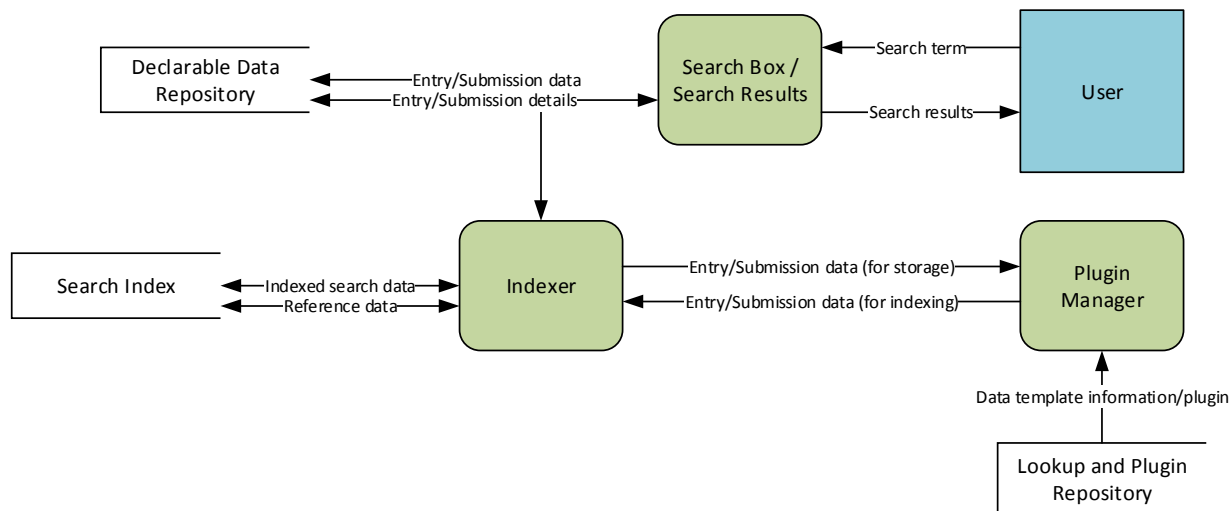 Declarable Data
Repository
Entry/Submission data
Entry/Submission details
Search Box /
Search Results
Search term
Search results
User
Search Index
Indexed search data
Reference data
Indexer
Entry/Submission data (for storage)
Entry/Submission data (for indexing)
Plugin
Manager
Data template information/plugin
Lookup and Plugin
Repository